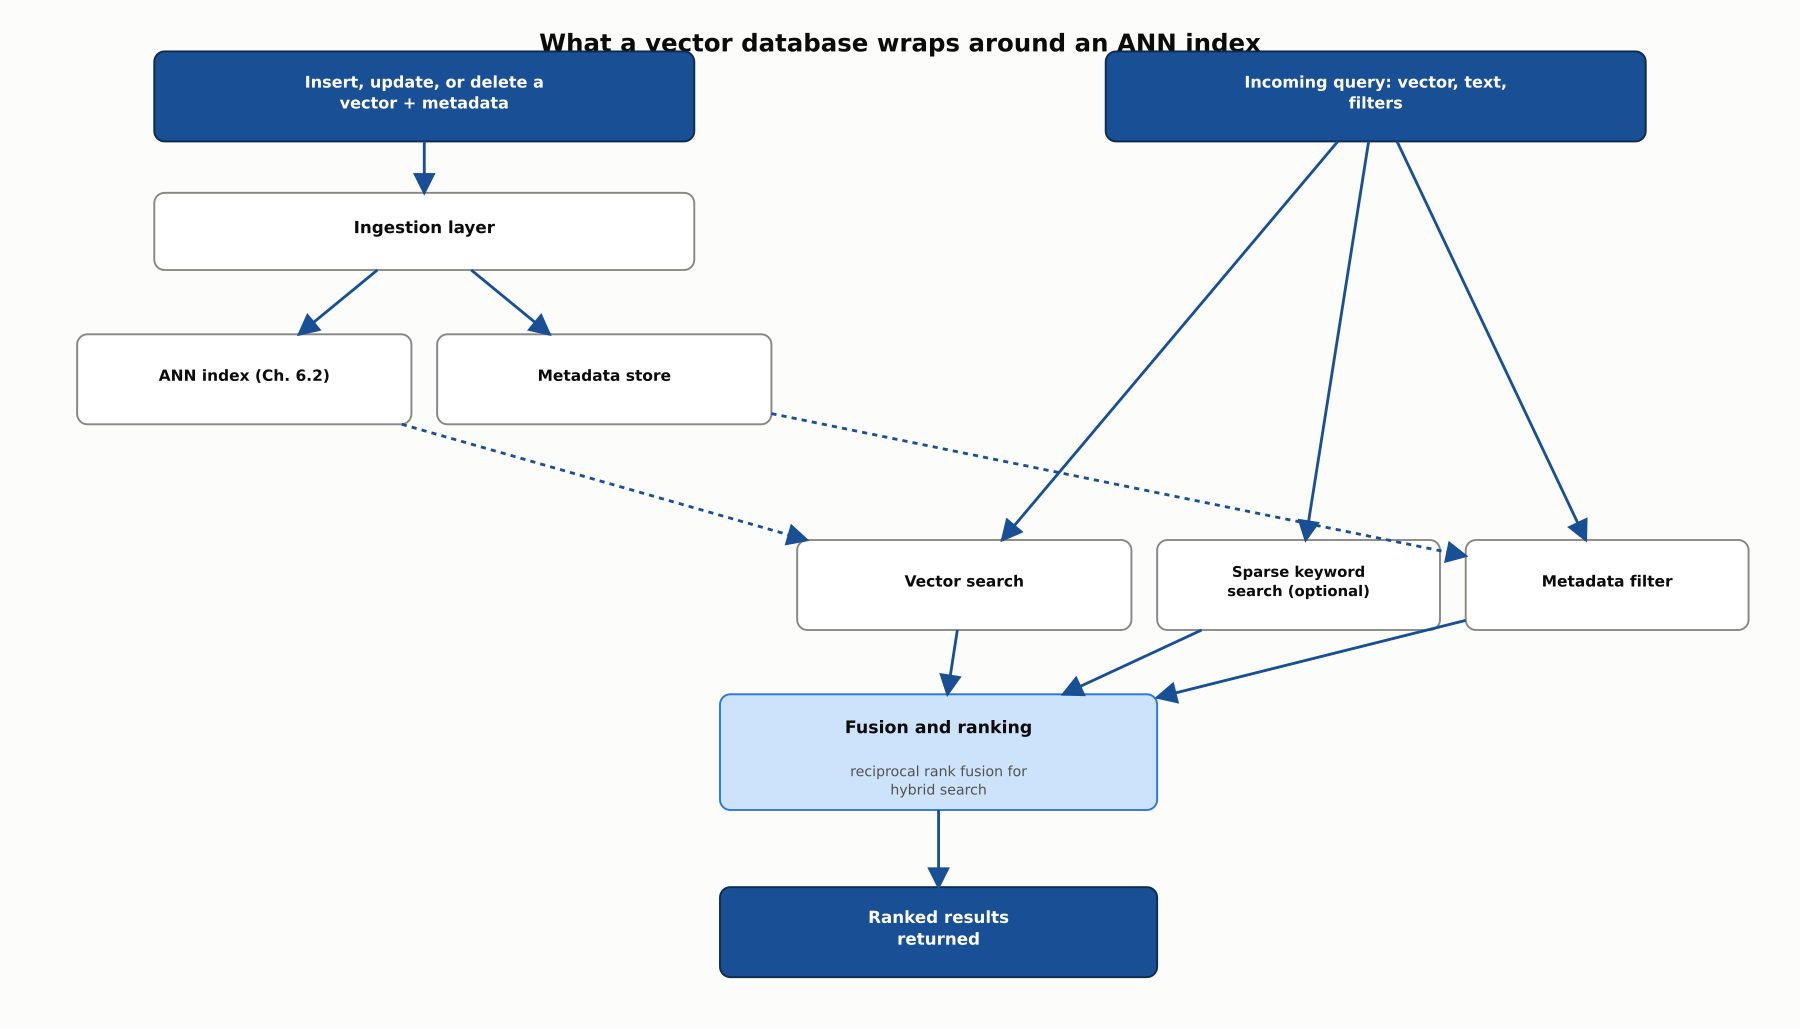 What a vector database wraps around an ANN index
Insert, update, or delete a
vector + metadata
Incoming query: vector, text,
filters
Ingestion layer
ANN index (Ch. 6.2)
Metadata store
Vector search
Sparse keyword
search (optional)
Metadata filter
Fusion and ranking
reciprocal rank fusion for
hybrid search
Ranked results
returned